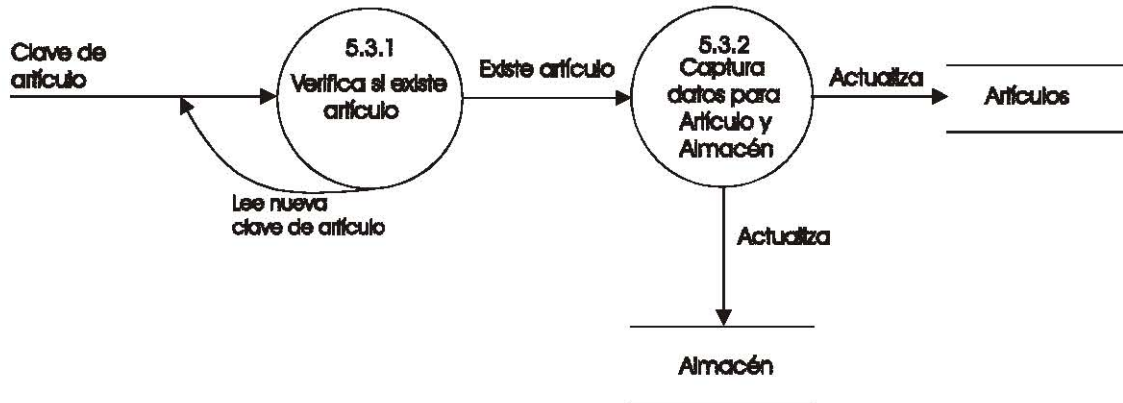 Clave de
artículo
5.3.1
Verifica si existe
artículo
Existe artículo
5.3.2
Captura
datos para
Artículo y
Almacén
Actualiza
Artículos
Lee nueva
clave de artículo
Actualiza
Almacén